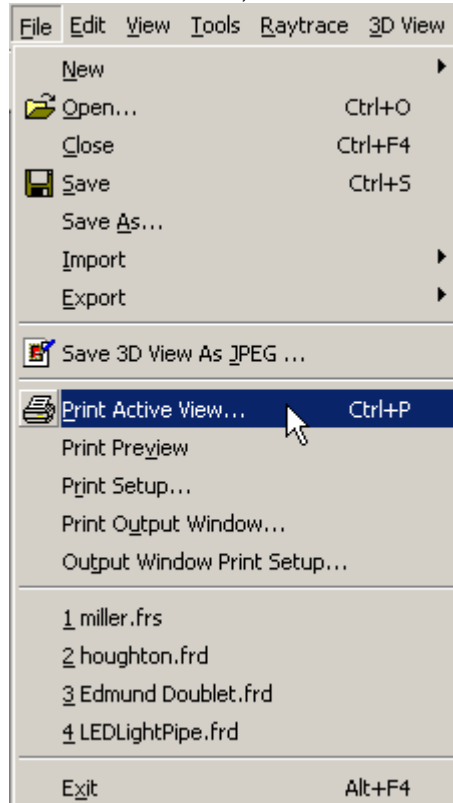 File Edit View Tools Raytrace 3D View
New
Open... Ctrl+O
Close Ctrl+F4
Save Ctrl+S
Save As...
Import
Export
Save 3D View As JPEG ...
Print Active View... Ctrl+P
Print Preview
Print Setup...
Print Output Window...
Output Window Print Setup...
1 miller.frs
2 houghton.frd
3 Edmund Doublet.frd
4 LEDLightPipe.frd
Exit Alt+F4